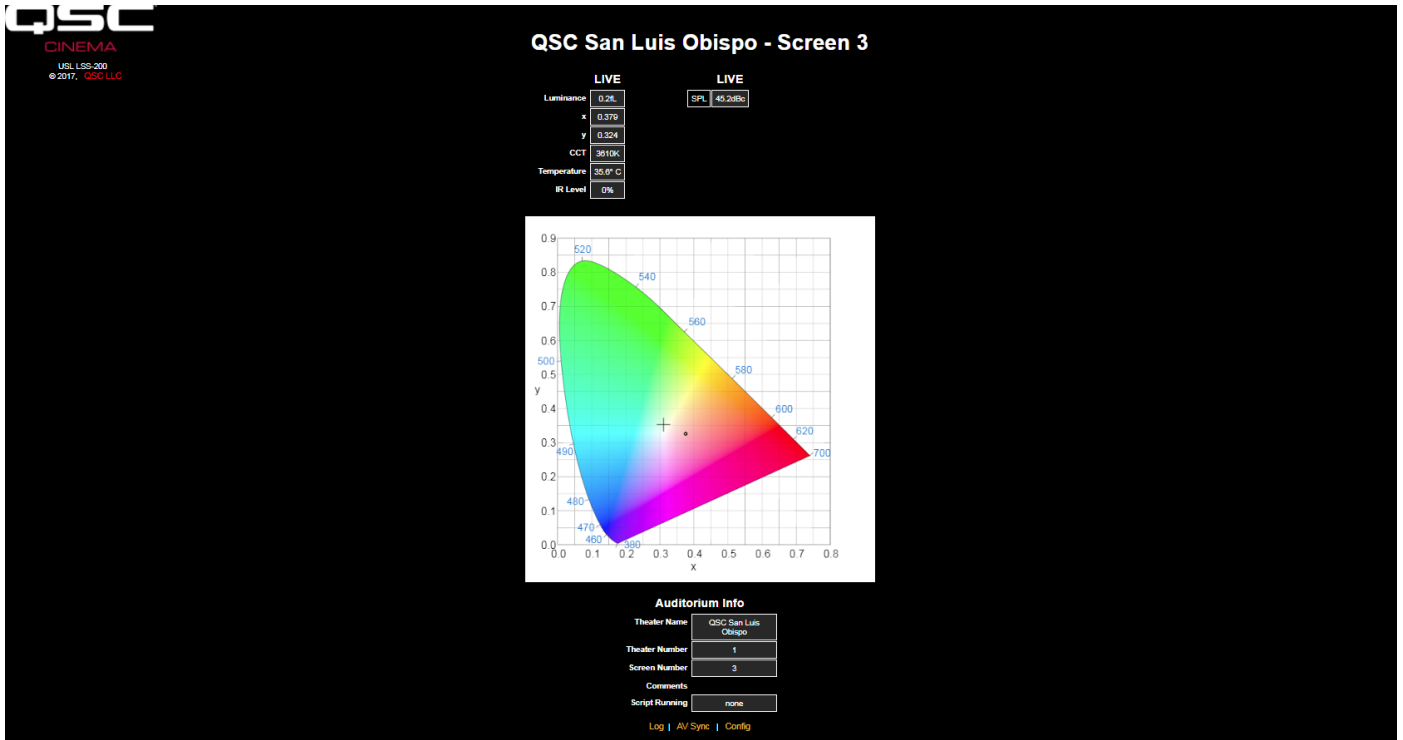 QSC
CINEMA
USL LSS-200
© 2017, QSC LLC
QSC San Luis Obispo - Screen 3
LIVE
LIVE
Luminance 0.2fL
SPL 45.2dBc
x 0.379
y 0.324
CCT 3610K
Temperature 35.6° C
IR Level 0%
0.9
520
0.8
540
0.7
560
0.6
500
580
0.5
y
0.4
600
620
0.3
490
700
0.2
480
0.1
470
460
380
0.0
0.0 0.1 0.2 0.3 0.4 0.5 0.6 0.7 0.8
x
Auditorium Info
Theater Name QSC San Luis
Obispo
Theater Number 1
Screen Number 3
Comments
Script Running none
Log | AV Sync | Config